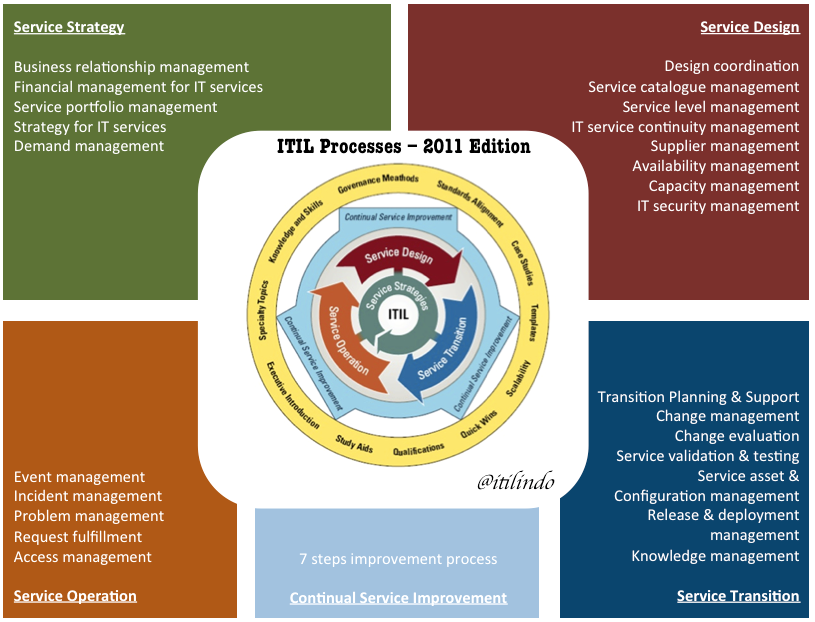 Service Strategy
Business relationship management
Financial management for IT services
Service portfolio management
Strategy for IT services
Demand management
Service Design
Design coordination
Service catalogue management
Service level management
IT service continuity management
Supplier management
Availability management
Capacity management
IT security management
ITIL Processes – 2011 Edition
Governance Meathods
Standards Alignment
Case Studies
Templates
Scalability
Quick Wins
Qualifications
Study Aids
Executive Introduction
Specialty Topics
Knowledge and Skills
Continual Service Improvement
Continual Service Improvement
Continual Service Improvement
Service Design
Service Transition
Service Operation
Service Strategies
ITIL
@itilindo
Event management
Incident management
Problem management
Request fulfillment
Access management
Service Operation
7 steps improvement process
Continual Service Improvement
Transition Planning & Support
Change management
Change evaluation
Service validation & testing
Service asset &
Configuration management
Release & deployment
management
Knowledge management
Service Transition